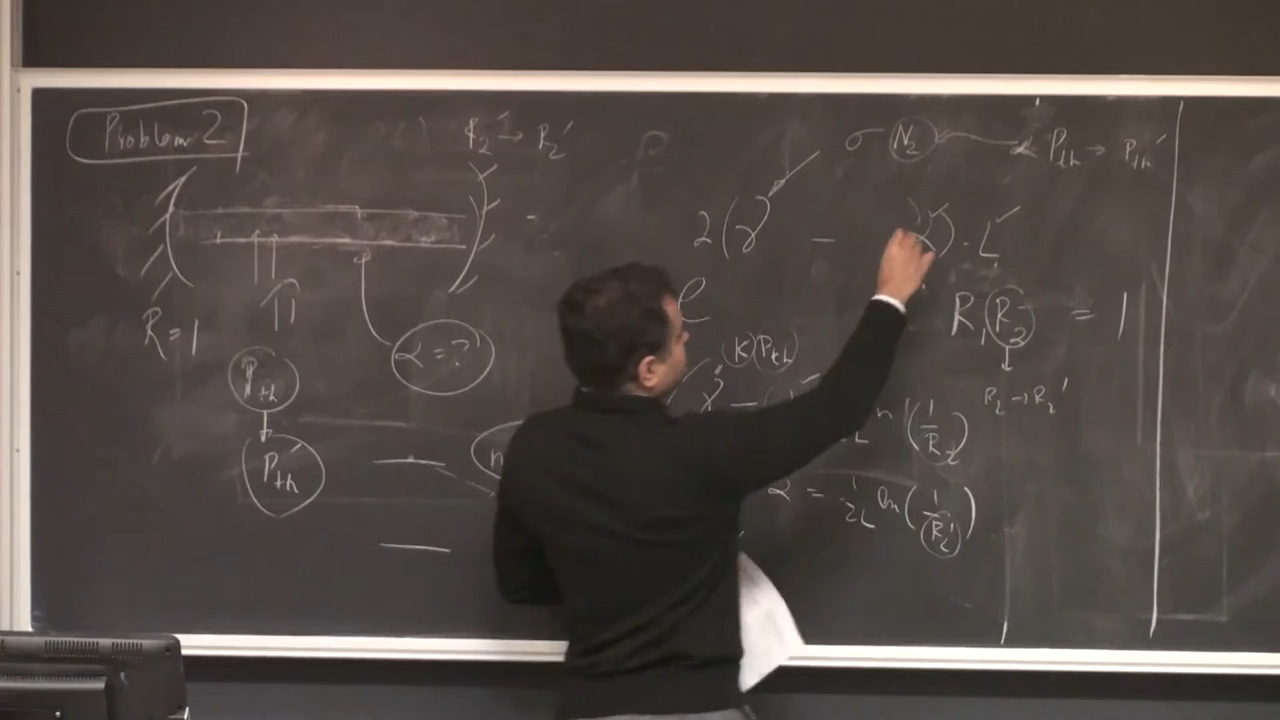 Problem 2
R₂ → R₂'
σ N₂
P_th → P_th'
2(γ –
) · L
e
R₁ R₂ = 1
R₂ → R₂'
R = 1
α = ?
P_th
P_th'
(K)(P_th)
γ –
ln(1/R₂)
α = 1/2L ln(1/R₂')